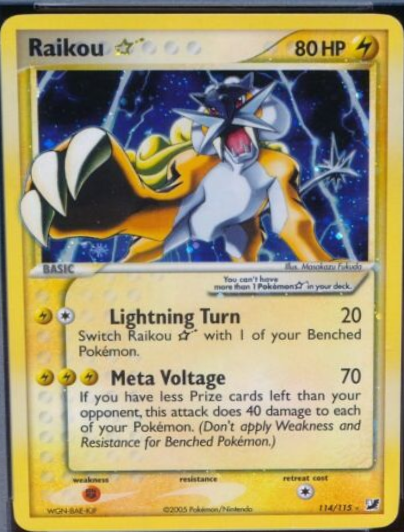 Raikou ☆
80 HP
BASIC
Illus. Masakazu Fukuda
You can't have
more than 1 Pokémon ☆ in your deck.
Lightning Turn 20
Switch Raikou ☆ with 1 of your Benched
Pokémon.
Meta Voltage 70
If you have less Prize cards left than your
opponent, this attack does 40 damage to each
of your Pokémon. (Don't apply Weakness and
Resistance for Benched Pokémon.)
weakness resistance retreat cost
©2005 Pokémon/Nintendo 114/115